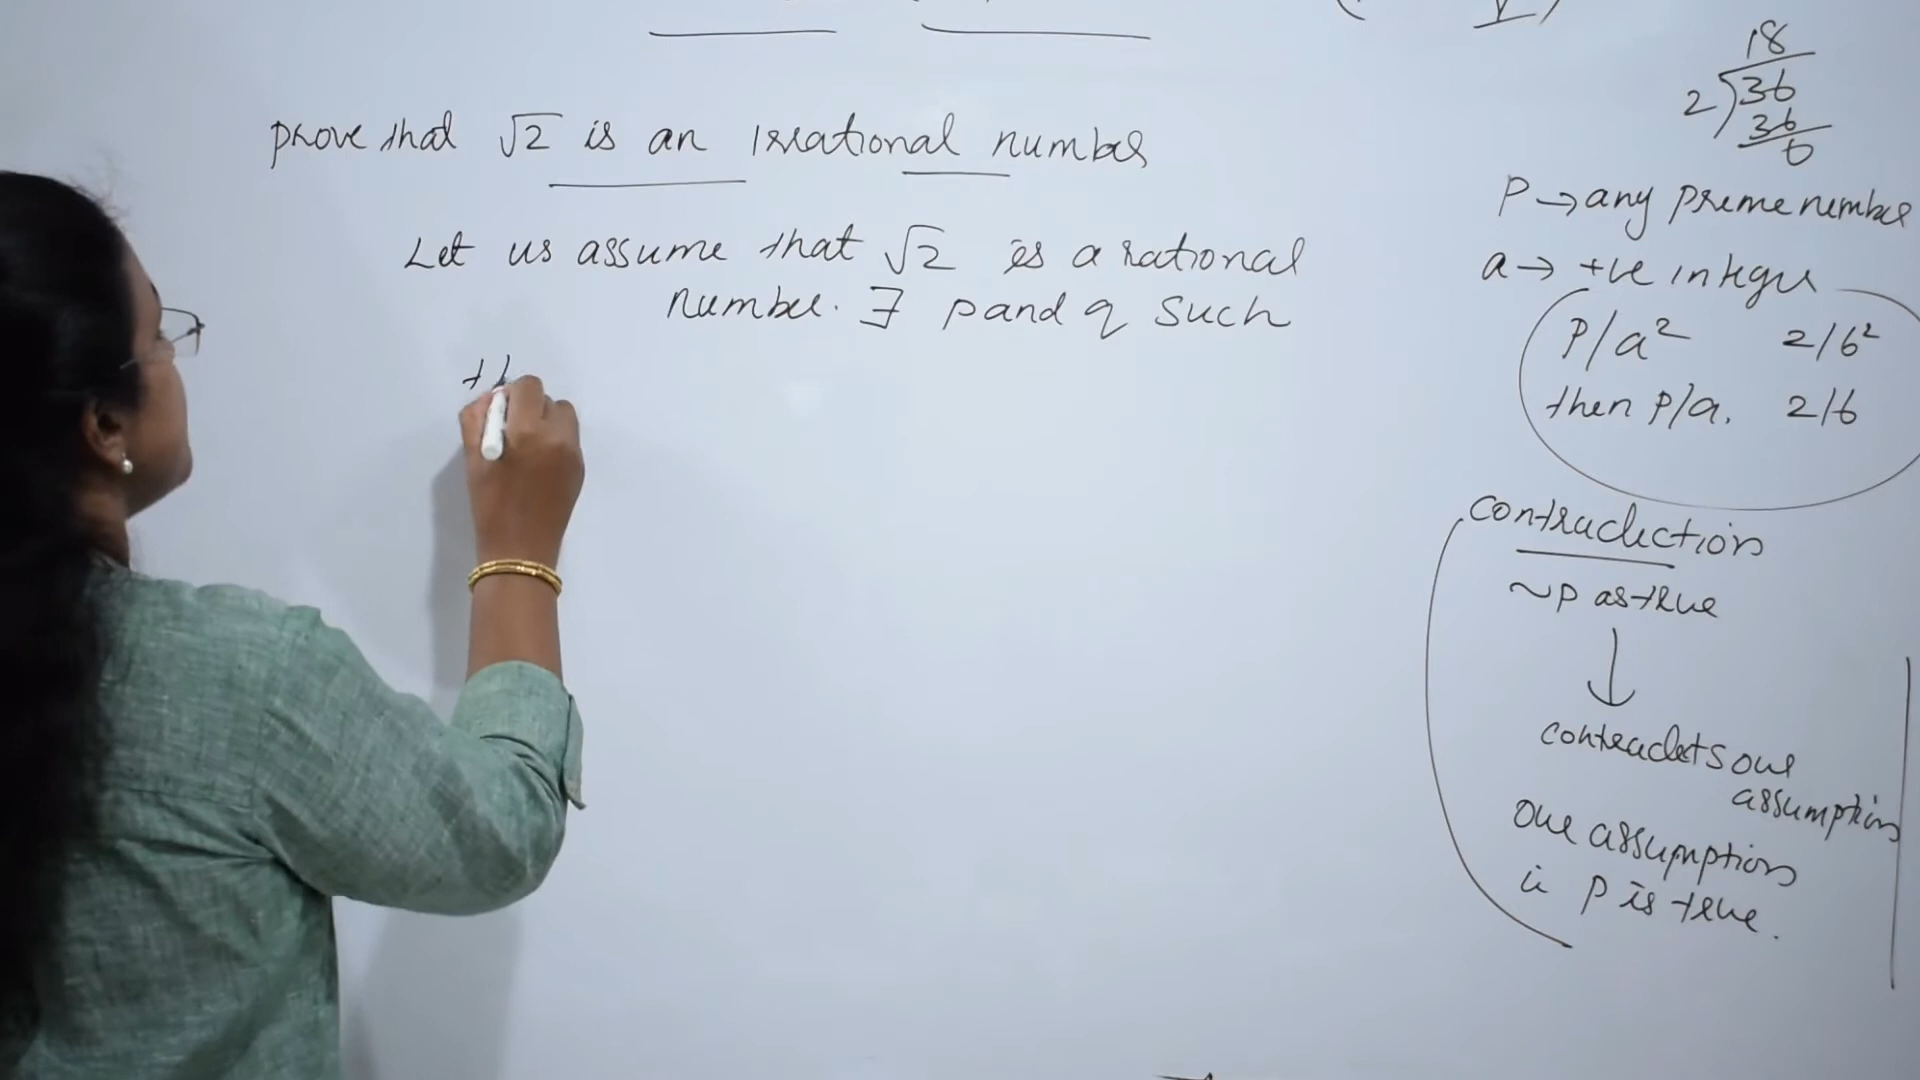 prove that √2 is an irrational number
Let us assume that √2 is a rational
number. ∃ p and q such
th
18
2)36
36
0
P → any prime number
a → +ve integer
P/a² 2/6²
then P/a. 2/6
contradiction
~p as true
contradicts our
assumption
our assumption
is P is true.